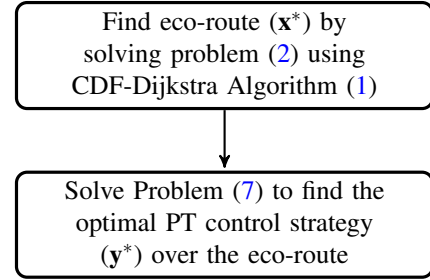 Find eco-route (x*) by
solving problem (2) using
CDF-Dijkstra Algorithm (1)
Solve Problem (7) to find the
optimal PT control strategy
(y*) over the eco-route